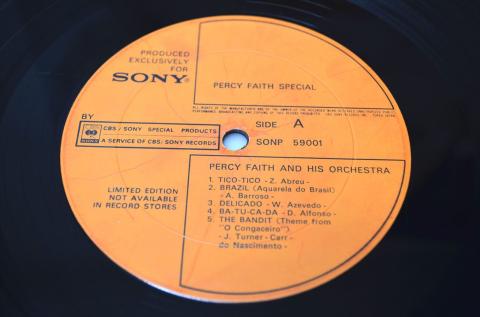 PRODUCED
EXCLUSIVELY
FOR
SONY®
PERCY FAITH SPECIAL
BY
CBS
SONY
CBS/SONY SPECIAL PRODUCTS
A SERVICE OF CBS/SONY RECORDS
SIDE A
SONP 59001
LIMITED EDITION
NOT AVAILABLE
IN RECORD STORES
PERCY FAITH AND HIS ORCHESTRA
1. TICO-TICO - Z. Abreu -
2. BRAZIL (Aquarela do Brasil)
- A. Barroso -
3. DELICADO - W. Azevedo -
4. BA-TU-CA-DA - D. Alfonso -
5. THE BANDIT (Theme from
"O Congaceiro")
- J. Turner - Carr -
do Nascimento -